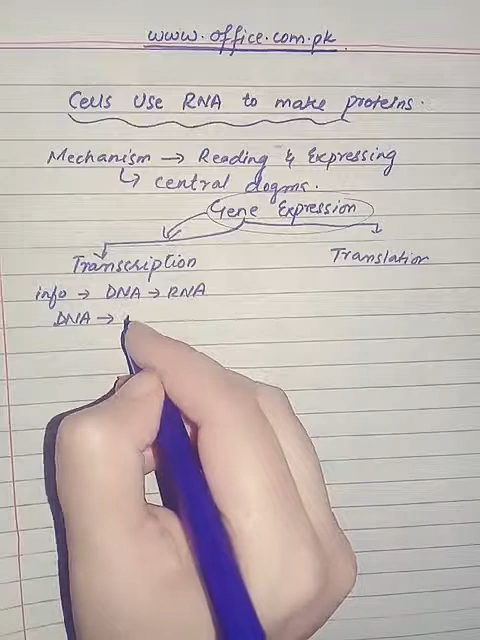 www.office.com.pk
Cells Use RNA to make proteins.
Mechanism → Reading & Expressing
↳ central dogma.
Gene Expression
Transcription Translation
info → DNA → RNA
DNA →